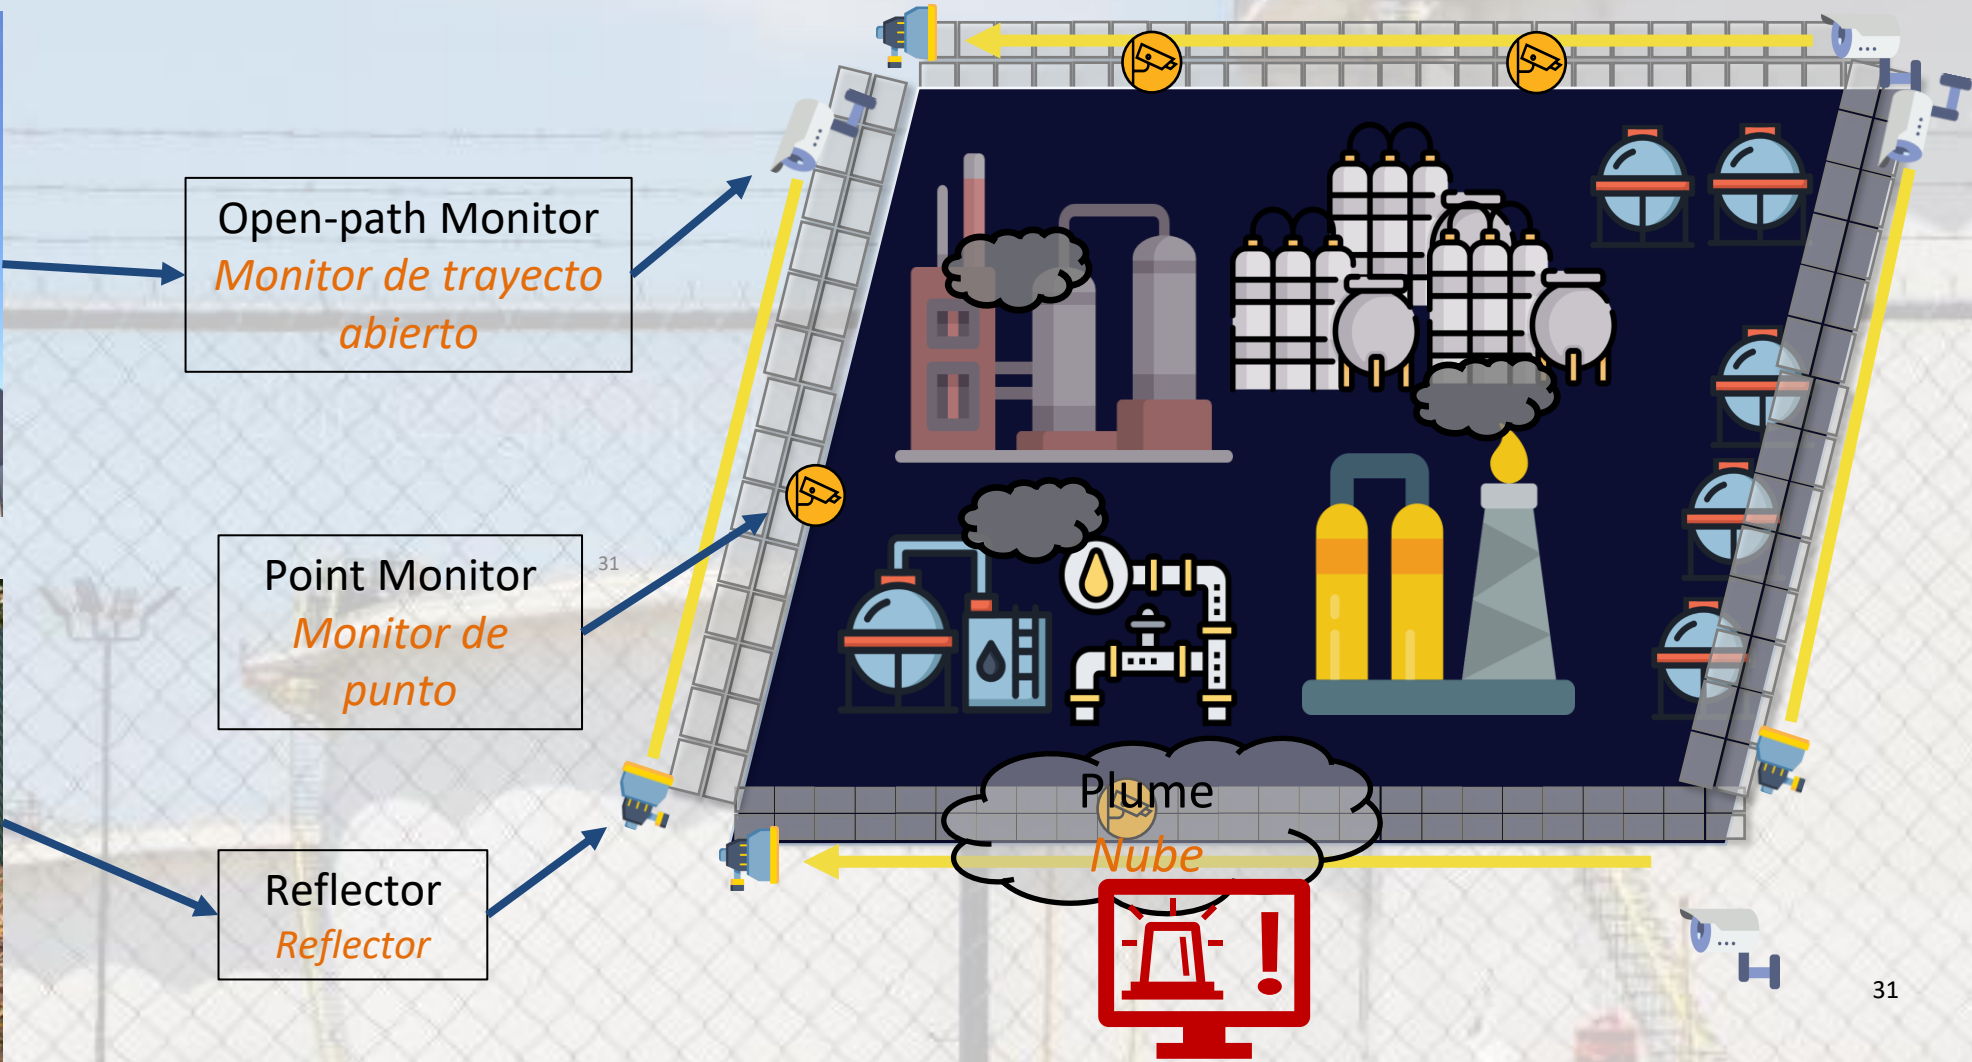 Open-path Monitor
Monitor de trayecto
abierto
Point Monitor
Monitor de
punto
31
Reflector
Reflector
Plume
Nube
!
31